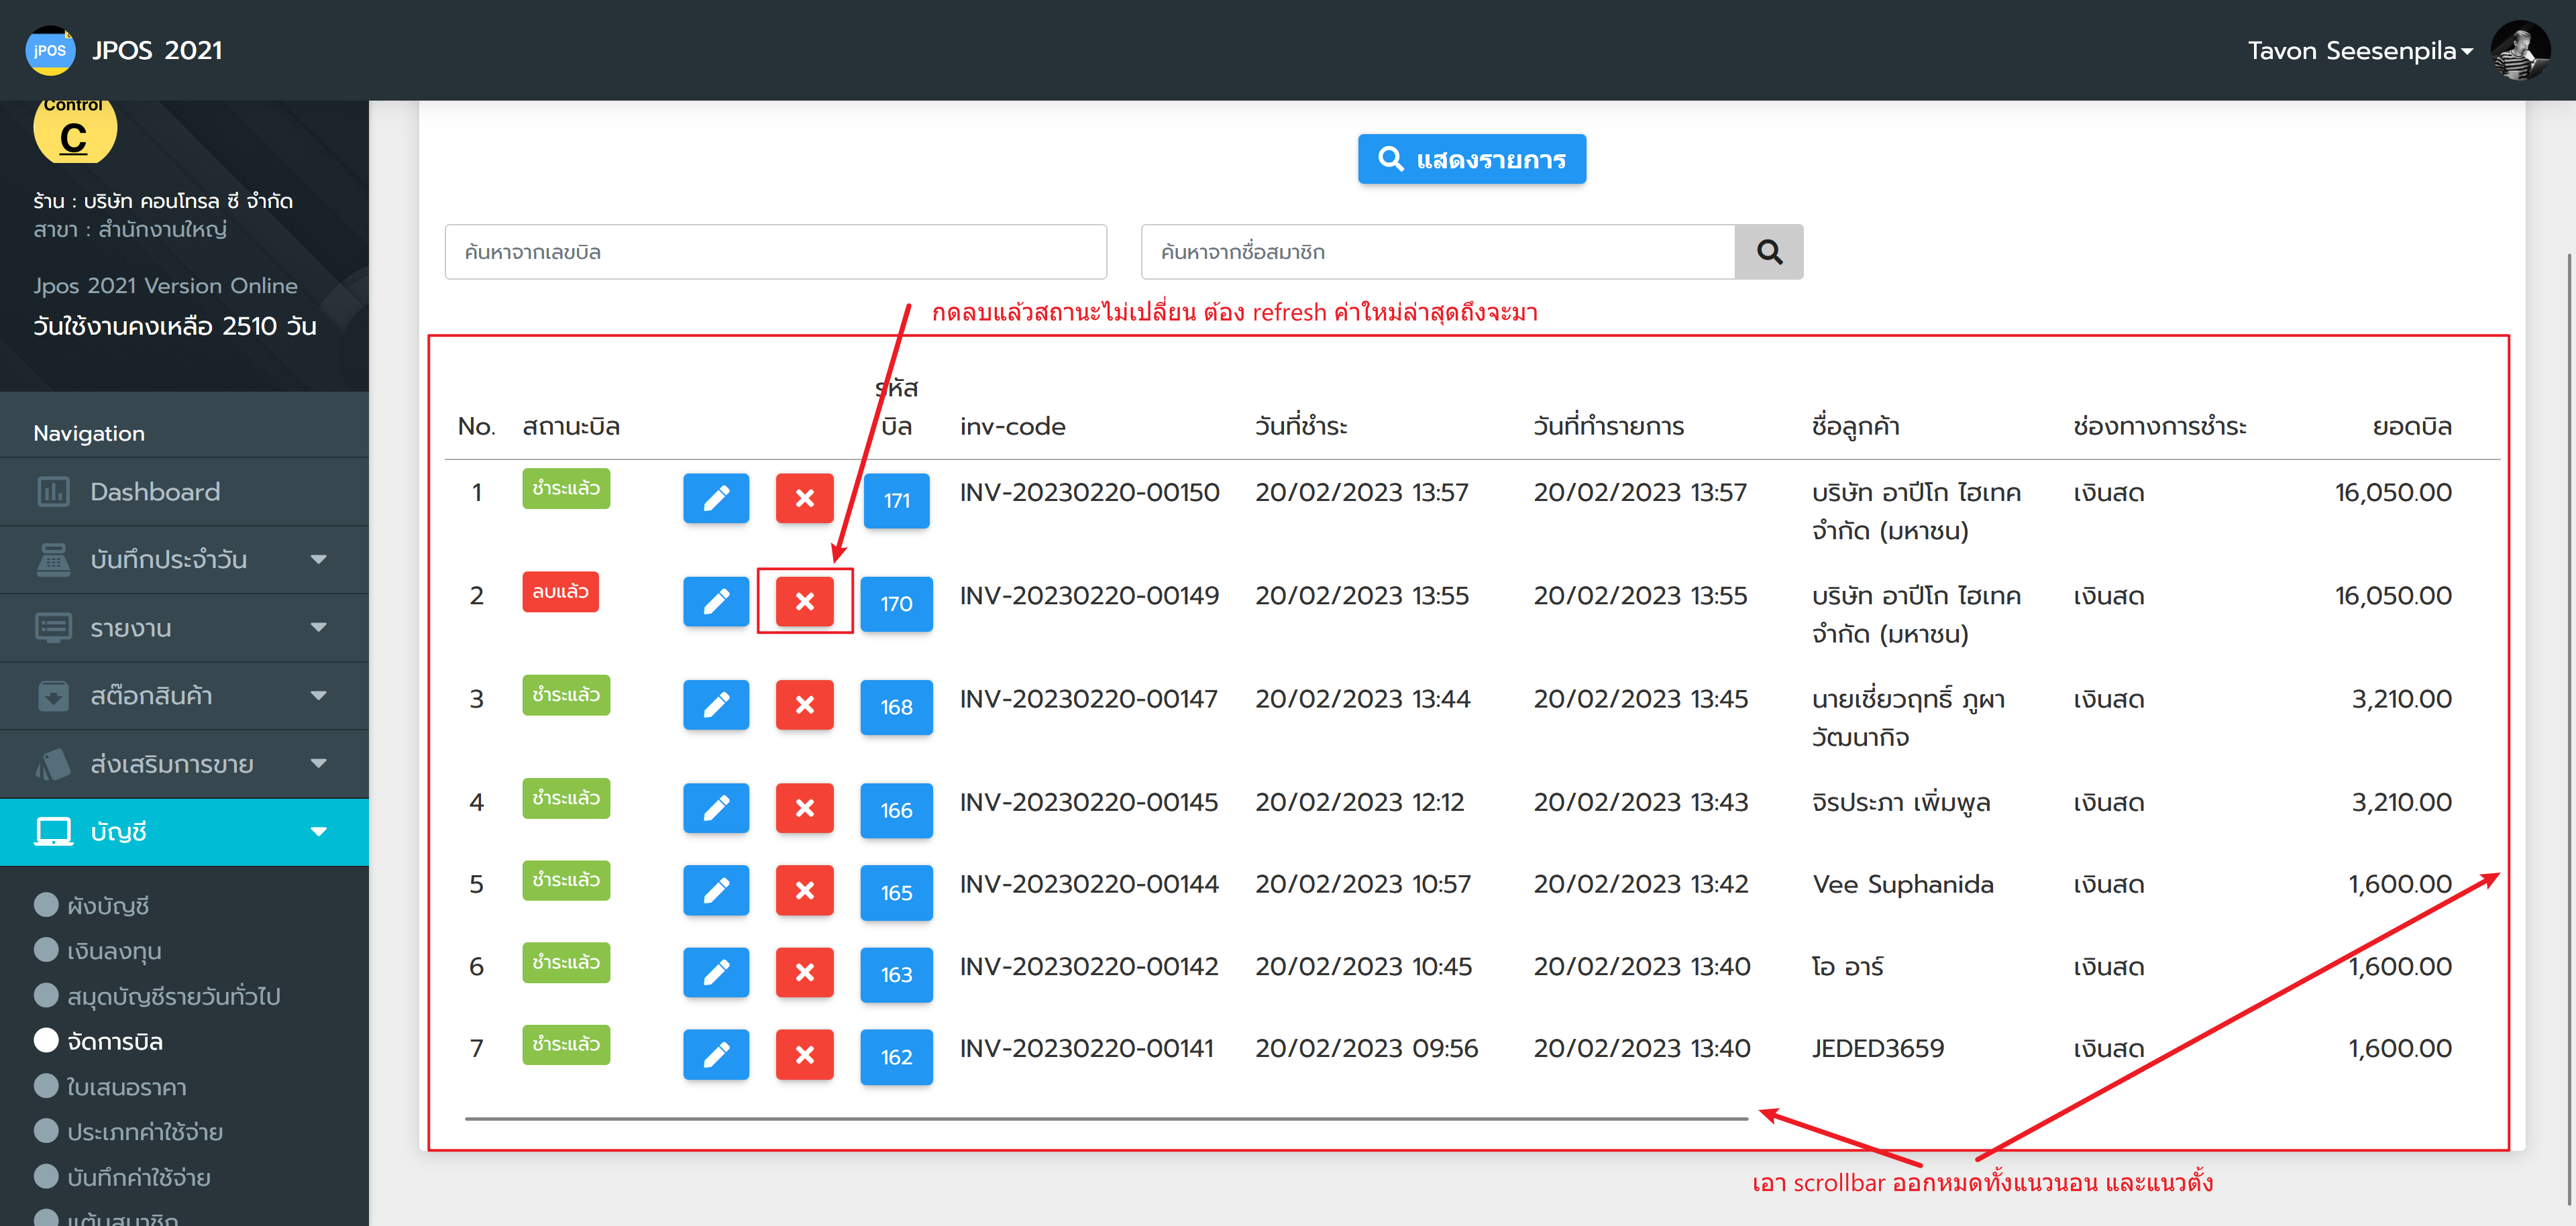 jPOS JPOS 2021
Tavon Seesenpila
Control
C
ร้าน : บริษัท คอนโทรล ซี จำกัด
สาขา : สำนักงานใหญ่
Jpos 2021 Version Online
วันใช้งานคงเหลือ 2510 วัน
Navigation
Dashboard
บันทึกประจำวัน
รายงาน
สต๊อกสินค้า
ส่งเสริมการขาย
บัญชี
ผังบัญชี
เงินลงทุน
สมุดบัญชีรายวันทั่วไป
จัดการบิล
ใบเสนอราคา
ประเภทค่าใช้จ่าย
บันทึกค่าใช้จ่าย
แต้มสมาชิก
แสดงรายการ
ค้นหาจากเลขบิล ค้นหาจากชื่อสมาชิก
กดลบแล้วสถานะไม่เปลี่ยน ต้อง refresh ค่าใหม่ล่าสุดถึงจะมา
No. สถานะบิล รหัสบิล inv-code วันที่ชำระ วันที่ทำรายการ ชื่อลูกค้า ช่องทางการชำระ ยอดบิล
1 ชำระแล้ว 171 INV-20230220-00150 20/02/2023 13:57 20/02/2023 13:57 บริษัท อาปิโก ไฮเทค เงินสด 16,050.00
จำกัด (มหาชน)
2 ลบแล้ว 170 INV-20230220-00149 20/02/2023 13:55 20/02/2023 13:55 บริษัท อาปิโก ไฮเทค เงินสด 16,050.00
จำกัด (มหาชน)
3 ชำระแล้ว 168 INV-20230220-00147 20/02/2023 13:44 20/02/2023 13:45 นายเชี่ยวฤทธิ์ ภูผา เงินสด 3,210.00
วัฒนากิจ
4 ชำระแล้ว 166 INV-20230220-00145 20/02/2023 12:12 20/02/2023 13:43 จิรประภา เพิ่มพูล เงินสด 3,210.00
5 ชำระแล้ว 165 INV-20230220-00144 20/02/2023 10:57 20/02/2023 13:42 Vee Suphanida เงินสด 1,600.00
6 ชำระแล้ว 163 INV-20230220-00142 20/02/2023 10:45 20/02/2023 13:40 โอ อาร์ เงินสด 1,600.00
7 ชำระแล้ว 162 INV-20230220-00141 20/02/2023 09:56 20/02/2023 13:40 JEDED3659 เงินสด 1,600.00
เอา scrollbar ออกหมดทั้งแนวนอน และแนวตั้ง